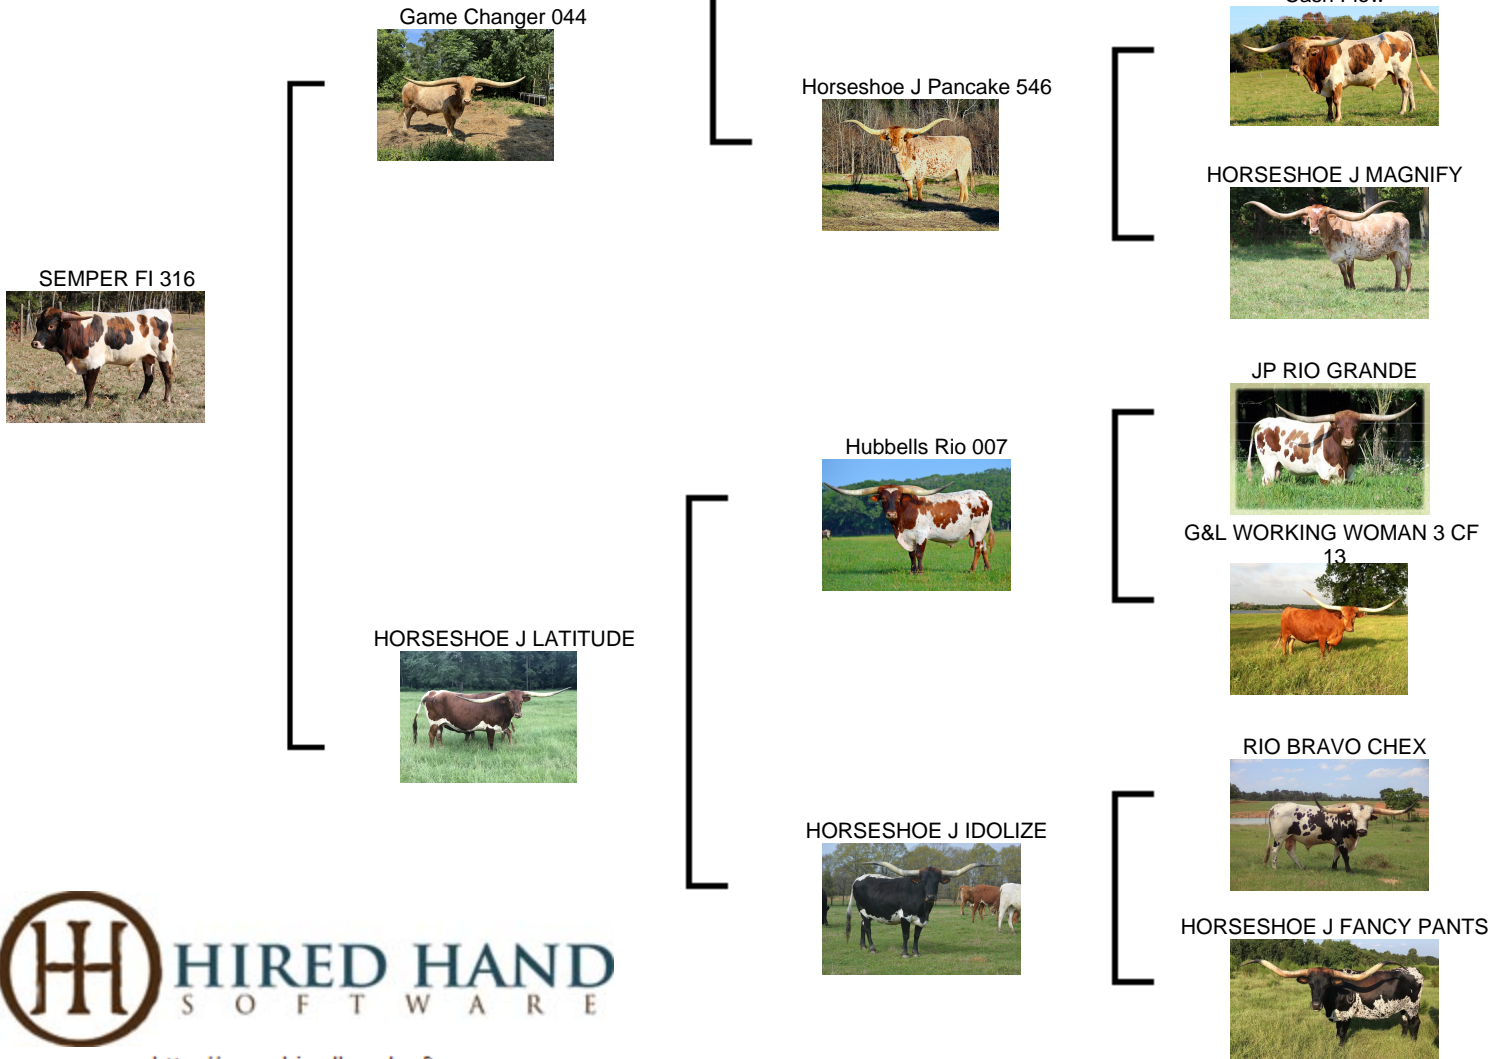 Game Changer 044
Horseshoe J Pancake 546
HORSESHOE J MAGNIFY
SEMPER FI 316
JP RIO GRANDE
Hubbells Rio 007
G&L WORKING WOMAN 3 CF
13
HORSESHOE J LATITUDE
RIO BRAVO CHEX
HORSESHOE J IDOLIZE
HORSESHOE J FANCY PANTS
HIRED HAND
SOFTWARE